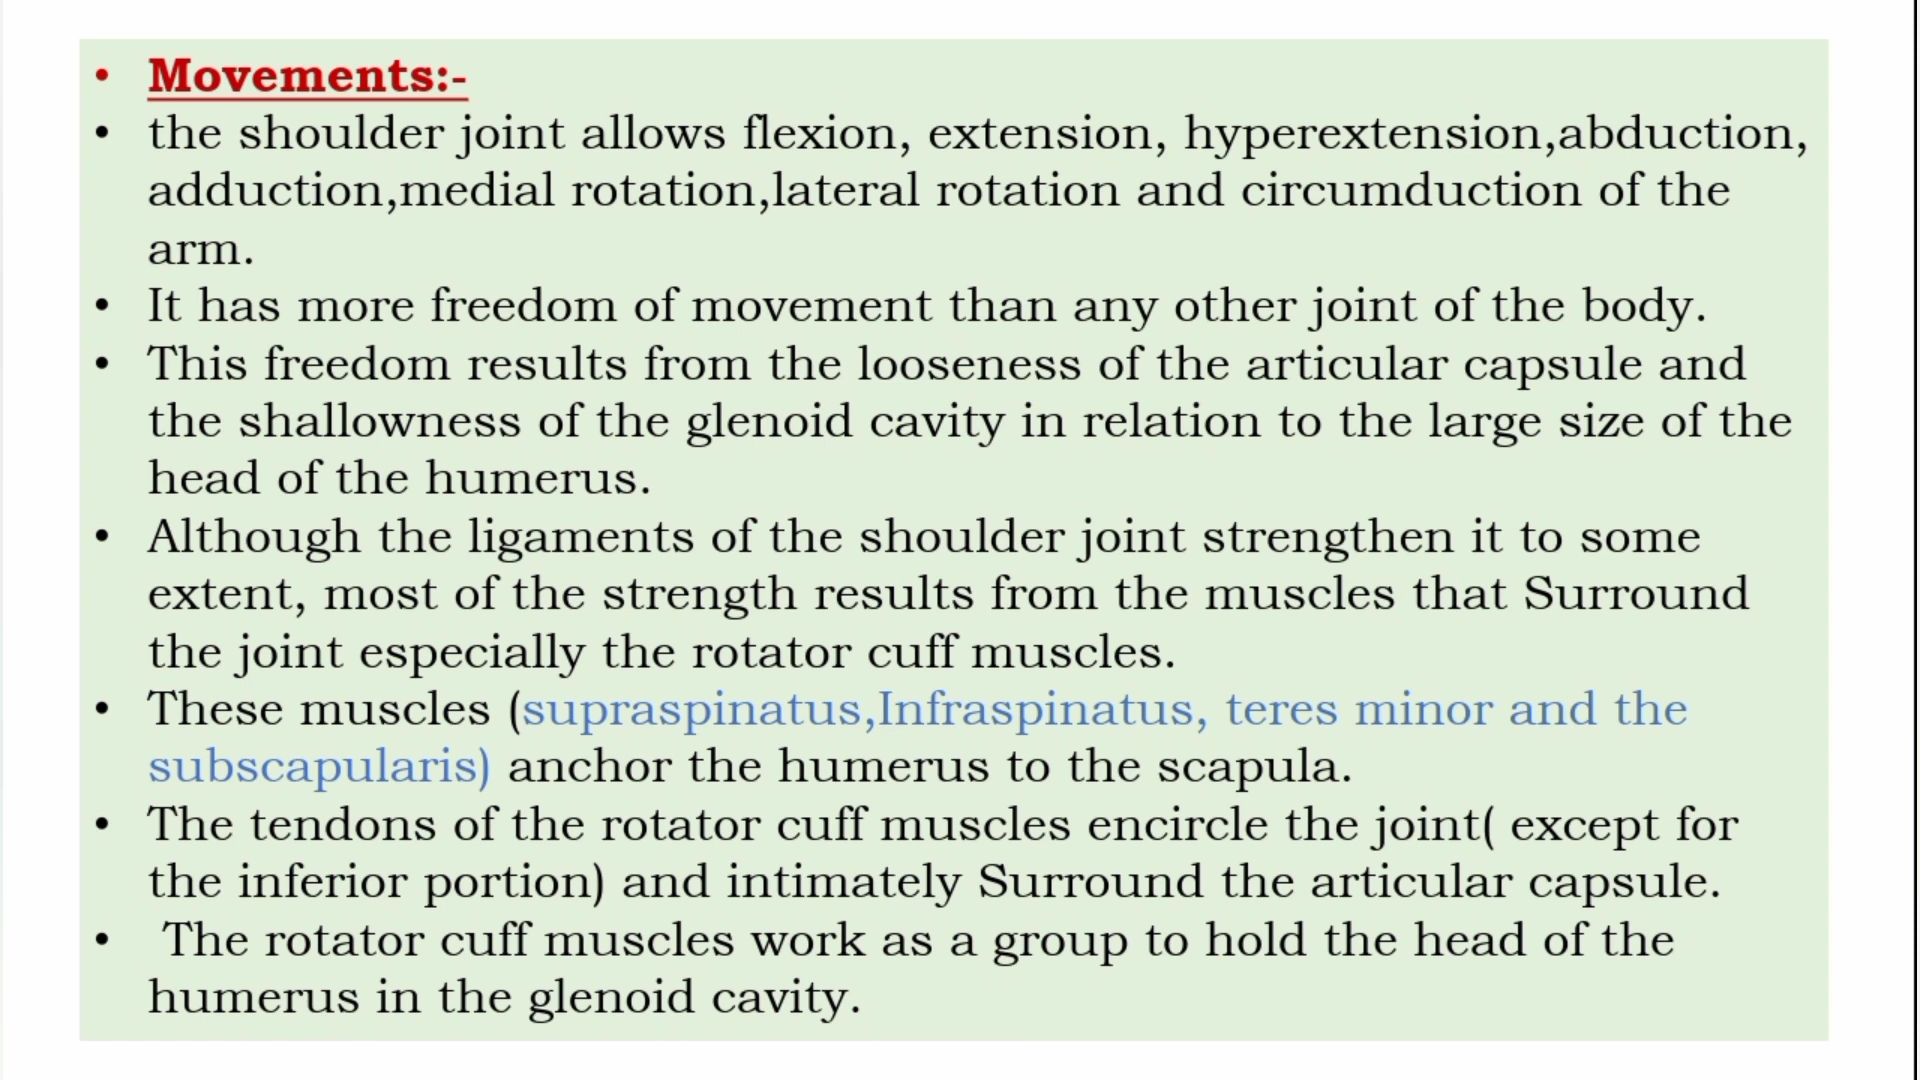 • Movements:-
• the shoulder joint allows flexion, extension, hyperextension,abduction,
adduction,medial rotation,lateral rotation and circumduction of the
arm.
• It has more freedom of movement than any other joint of the body.
• This freedom results from the looseness of the articular capsule and
the shallowness of the glenoid cavity in relation to the large size of the
head of the humerus.
• Although the ligaments of the shoulder joint strengthen it to some
extent, most of the strength results from the muscles that Surround
the joint especially the rotator cuff muscles.
• These muscles (supraspinatus,Infraspinatus, teres minor and the
subscapularis) anchor the humerus to the scapula.
• The tendons of the rotator cuff muscles encircle the joint( except for
the inferior portion) and intimately Surround the articular capsule.
• The rotator cuff muscles work as a group to hold the head of the
humerus in the glenoid cavity.